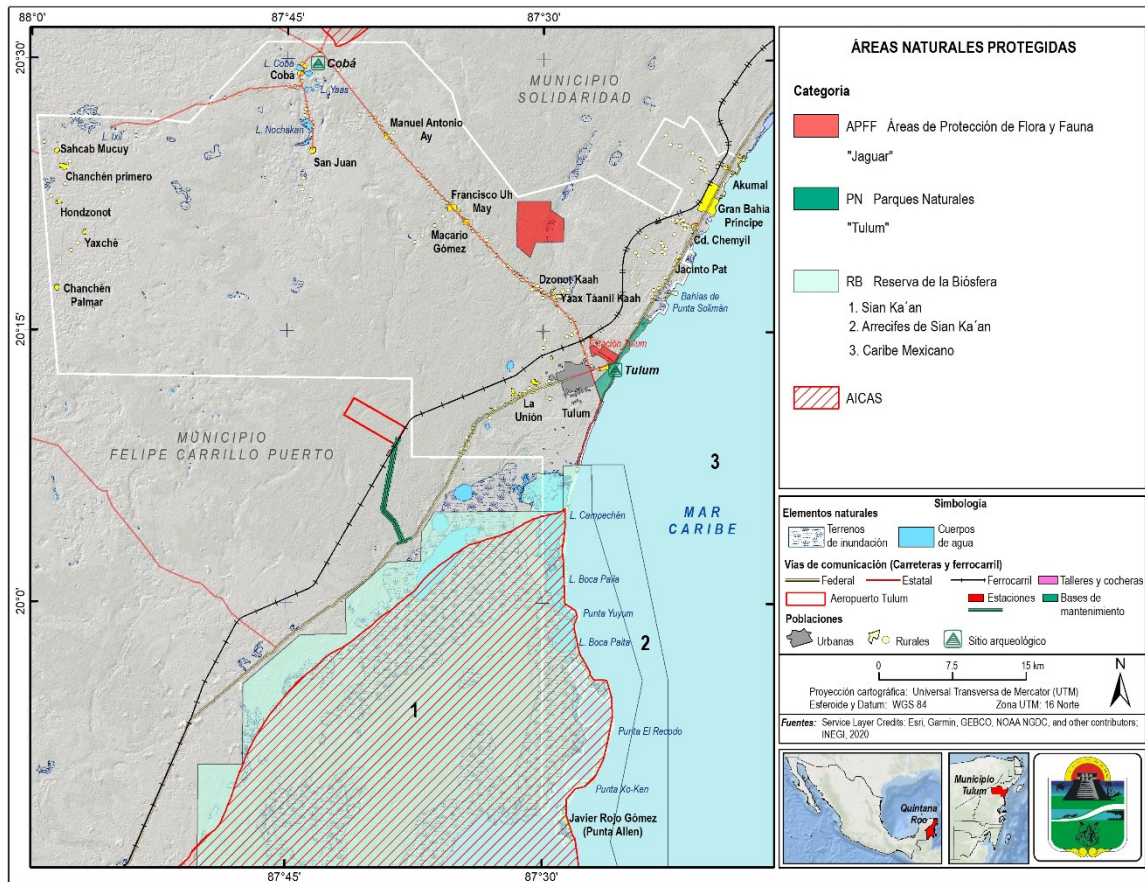 88°0'
87°45'
87°30'
20°30'
20°15'
20°0'
87°45'
87°30'
L. Cobá
Cobá
Cobá
L. Yaas
L. Nochakan
L. Ixil
MUNICIPIO
SOLIDARIDAD
Manuel Antonio
Ay
Sahcab Mucuy
Chanchén primero
San Juan
Hondzonot
Yaxché
Chanchén
Palmar
Francisco Uh
May
Macario
Gómez
Akumal
Gran Bahía
Príncipe
Cd. Chemyil
Jacinto Pat
Dzonot Kaah
Yáax Táanil Kaah
Bahías de
Punta Solimán
Estación Tulum
Tulum
La
Unión
Tulum
MUNICIPIO
FELIPE CARRILLO PUERTO
3
MAR
CARIBE
L. Campechén
L. Boca Paila
Punta Yuyum
L. Boca Paita
2
1
Punta El Recodo
Punta Xo-Ken
Javier Rojo Gómez
(Punta Allen)
ÁREAS NATURALES PROTEGIDAS
Categoria
APFF Áreas de Protección de Flora y Fauna
"Jaguar"
PN Parques Naturales
"Tulum"
RB Reserva de la Biósfera
1. Sian Ka´an
2. Arrecifes de Sian Ka´an
3. Caribe Mexicano
AICAS
Simbología
Elementos naturales
Terrenos
de inundación
Cuerpos
de agua
Vías de comunicación (Carreteras y ferrocarril)
Federal
Estatal
Ferrocarril
Talleres y cocheras
Aeropuerto Tulum
Estaciones
Bases de
mantenimiento
Poblaciones
Urbanas
Rurales
Sitio arqueológico
0 7.5 15 km
N
Proyección cartográfica: Universal Transversa de Mercator (UTM)
Esferoide y Datum: WGS 84 Zona UTM: 16 Norte
Fuentes: Service Layer Credits: Esri, Garmin, GEBCO, NOAA NGDC, and other contributors;
INEGI, 2020
Quintana
Roo
Municipio
Tulum